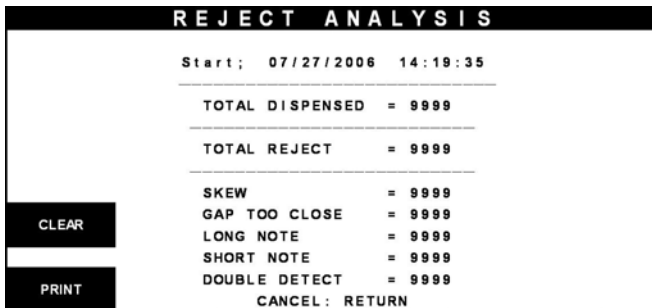 REJECT ANALYSIS
Start; 07/27/2006 14:19:35
TOTAL DISPENSED = 9999
TOTAL REJECT = 9999
SKEW = 9999
GAP TOO CLOSE = 9999
LONG NOTE = 9999
SHORT NOTE = 9999
DOUBLE DETECT = 9999
CANCEL: RETURN
CLEAR
PRINT